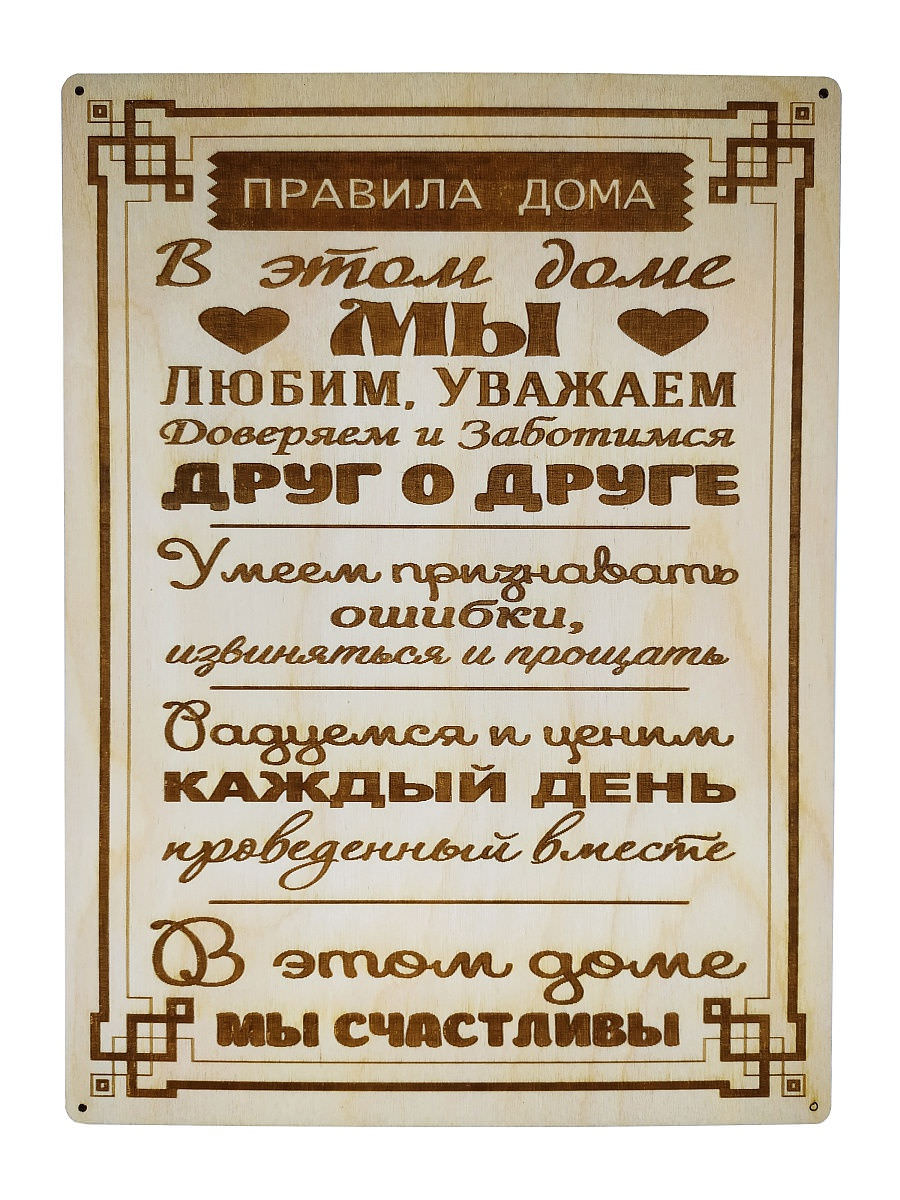 ПРАВИЛА ДОМА
В этом доме
МЫ
ЛЮБИМ, УВАЖАЕМ
Доверяем и Заботимся
ДРУГ О ДРУГЕ
Умеем признавать
ошибки,
извиняться и прощать
Радуемся и ценим
КАЖДЫЙ ДЕНЬ
проведенный вместе
В этом доме
МЫ СЧАСТЛИВЫ